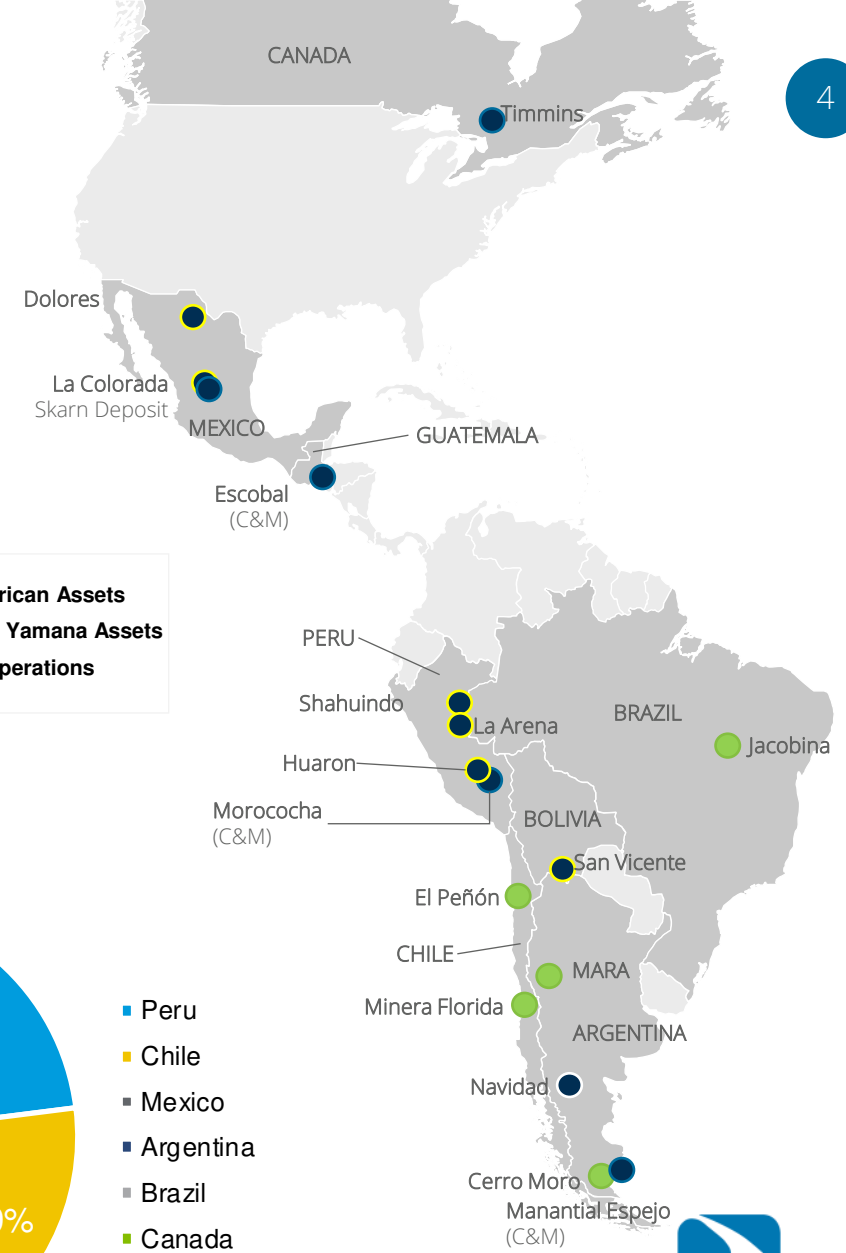 CANADA
4
Timmins
Dolores
La Colorada
Skarn Deposit
MEXICO
GUATEMALA
Escobal
(C&M)
Assets
Yamana Assets
PERU
Shahuindo
La Arena
BRAZIL
Jacobina
Huaron
Morococha
(C&M)
BOLIVIA
San Vicente
El Peñón
CHILE
MARA
Minera Florida
ARGENTINA
Navidad
Cerro Moro
Manantial Espejo
(C&M)
Peru
Chile
Mexico
Argentina
Brazil
Canada
%